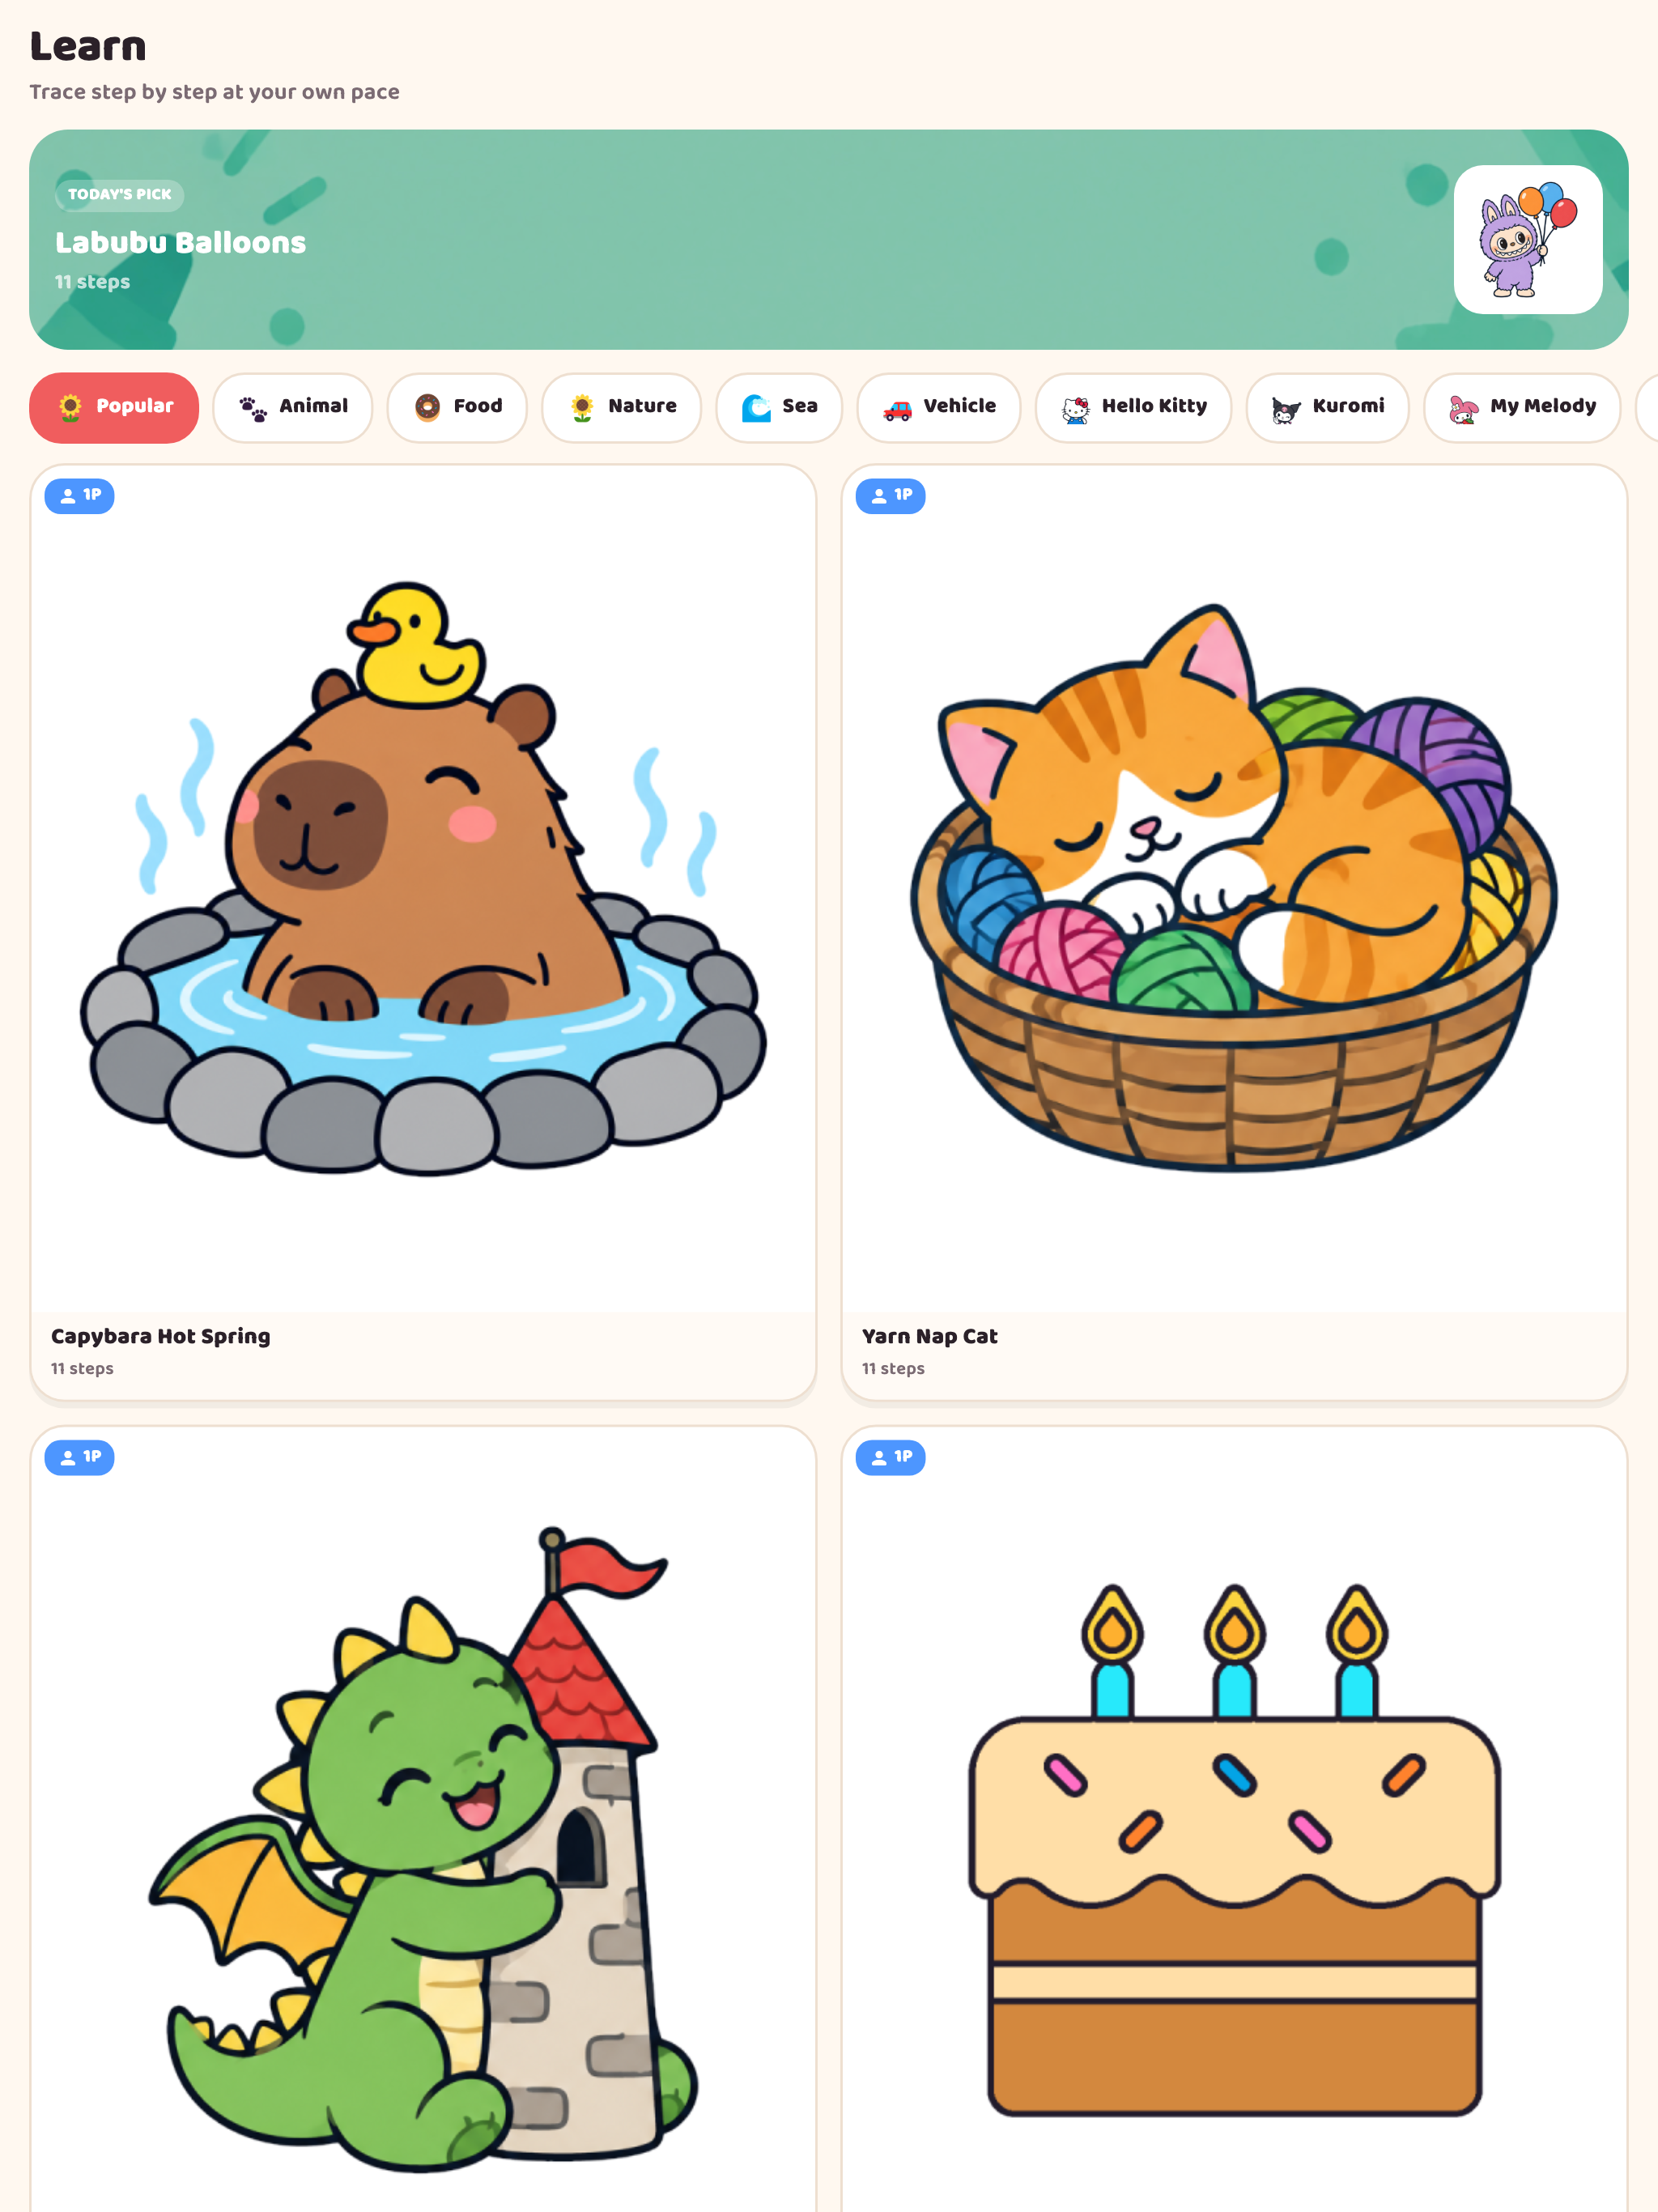 Learn
Trace step by step at your own pace
TODAY'S PICK
Labubu Balloons
11 steps
Popular
Animal
Food
Nature
Sea
Vehicle
Hello Kitty
Kuromi
My Melody
1P
1P
Capybara Hot Spring
11 steps
Yarn Nap Cat
11 steps
1P
1P